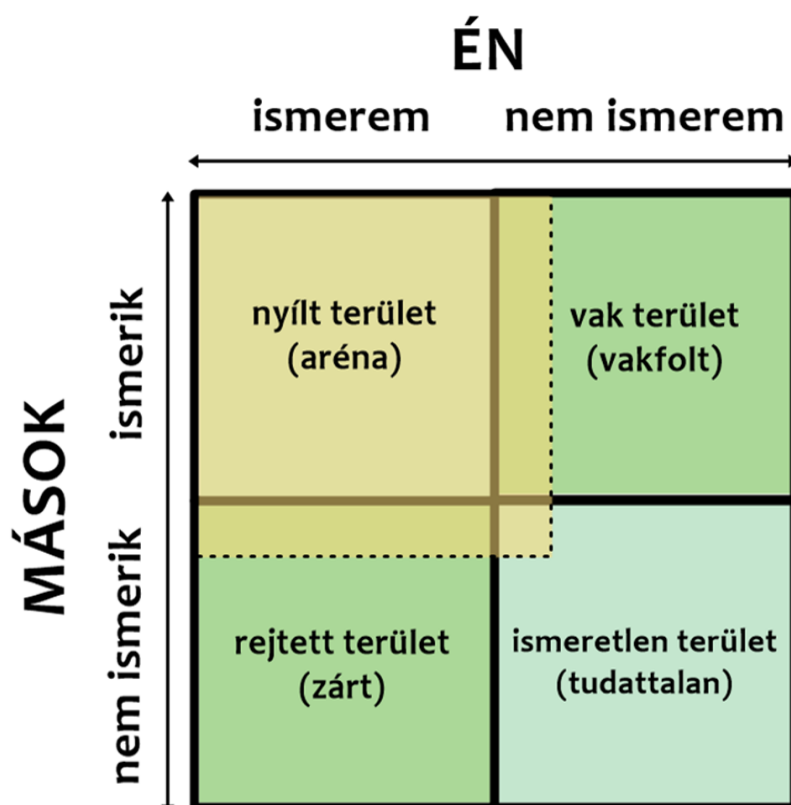 ÉN
ismerem nem ismerem
MÁSOK
ismerik
nem ismerik
nyílt terület
(aréna)
vak terület
(vakfolt)
rejtett terület
(zárt)
ismeretlen terület
(tudattalan)